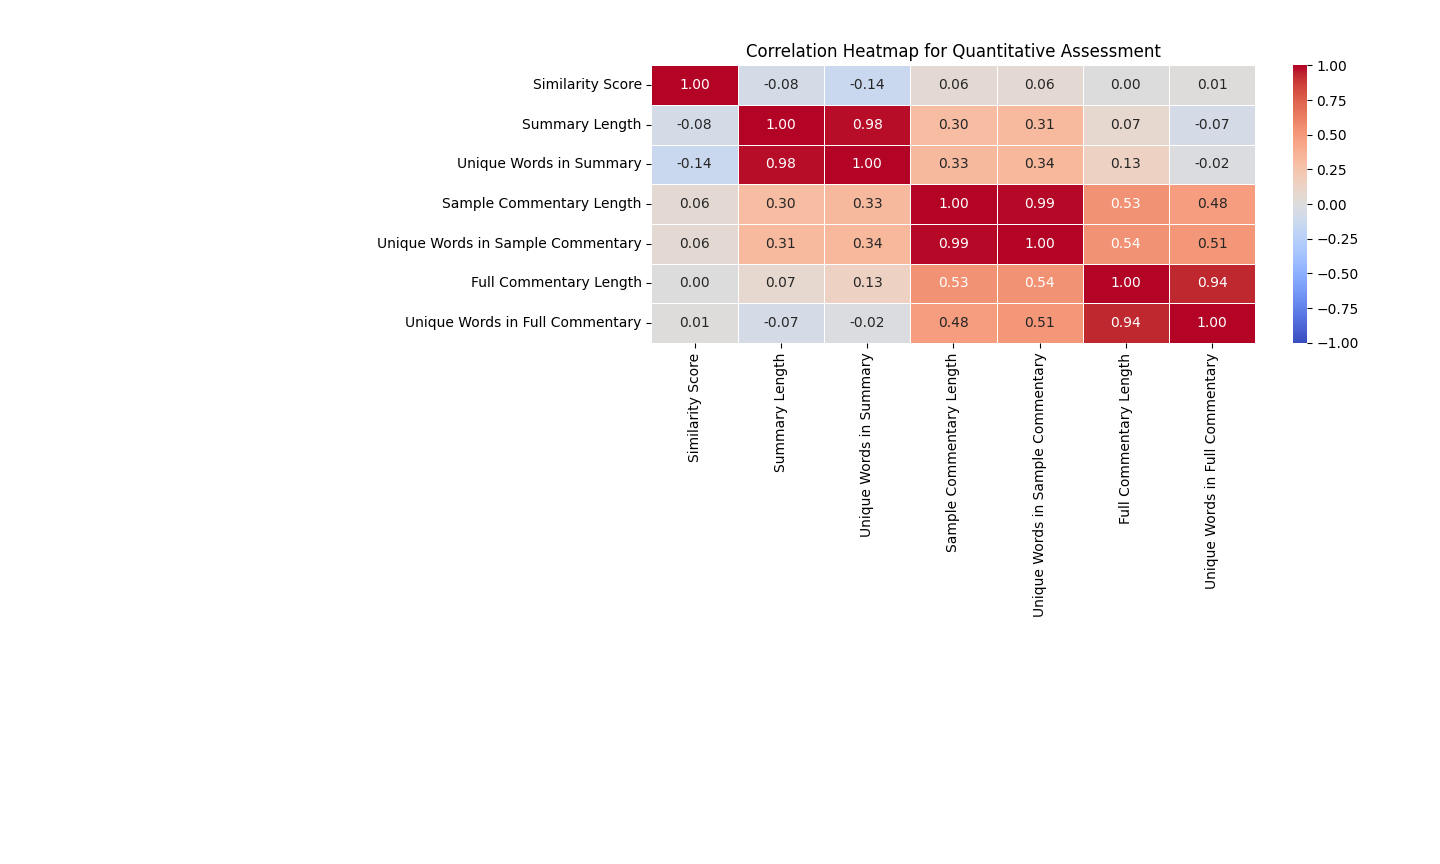 Correlation Heatmap for Quantitative Assessment
Similarity Score 1.00 -0.08 -0.14 0.06 0.06 0.00 0.01
Summary Length -0.08 1.00 0.98 0.30 0.31 0.07 -0.07
Unique Words in Summary -0.14 0.98 1.00 0.33 0.34 0.13 -0.02
Sample Commentary Length 0.06 0.30 0.33 1.00 0.99 0.53 0.48
Unique Words in Sample Commentary 0.06 0.31 0.34 0.99 1.00 0.54 0.51
Full Commentary Length 0.00 0.07 0.13 0.53 0.54 1.00 0.94
Unique Words in Full Commentary 0.01 -0.07 -0.02 0.48 0.51 0.94 1.00
Similarity Score
Summary Length
Unique Words in Summary
Sample Commentary Length
Unique Words in Sample Commentary
Full Commentary Length
Unique Words in Full Commentary
1.00
0.75
0.50
0.25
0.00
−0.25
−0.50
−0.75
−1.00